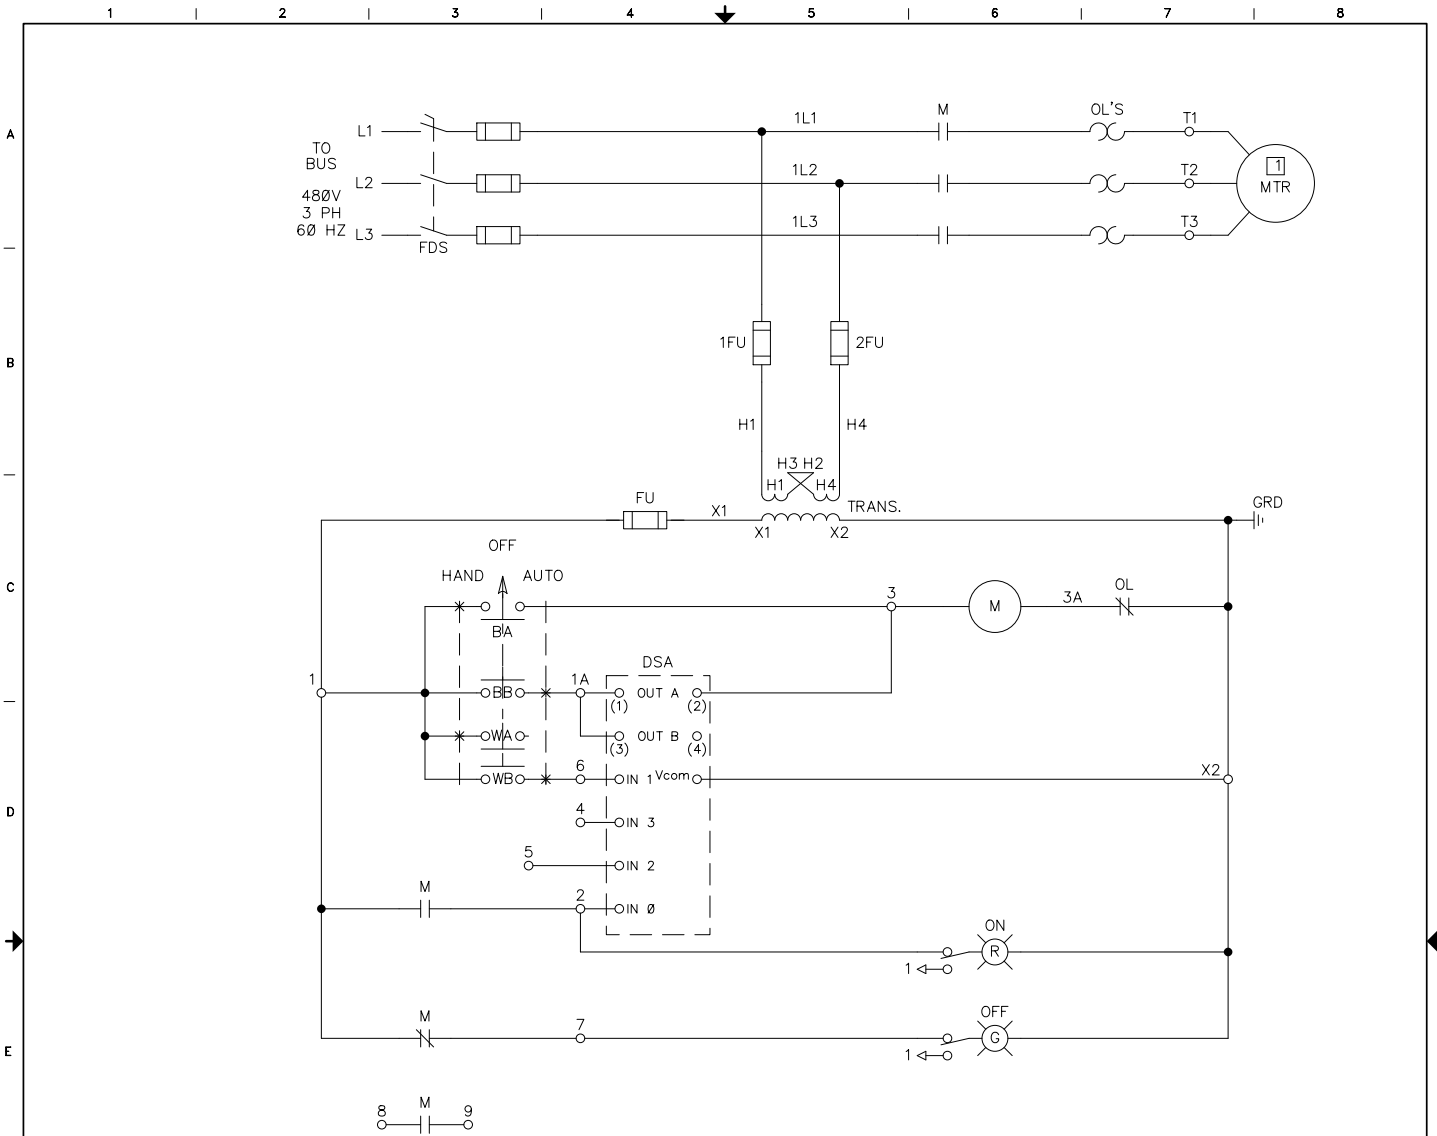 1 2 3 4 5 6 7 8
A
B
C
D
E
M OL'S
L1 1L1 T1
TO
BUS
L2 1L2 T2
1
MTR
480V
3 PH
60 HZ
L3 1L3 T3
FDS
1FU 2FU
H1 H4
H3 H2
H1 H4
FU X1 TRANS. GRD
X1 X2
OFF
HAND AUTO
3 M 3A OL
BA
DSA
1 BB 1A OUT A
(1) (2)
WA OUT B
(3) (4)
WB 6 IN 1 Vcom X2
4 IN 3
5 IN 2
M 2 IN 0
ON
R
1
M 7 OFF
G
1
8 M 9